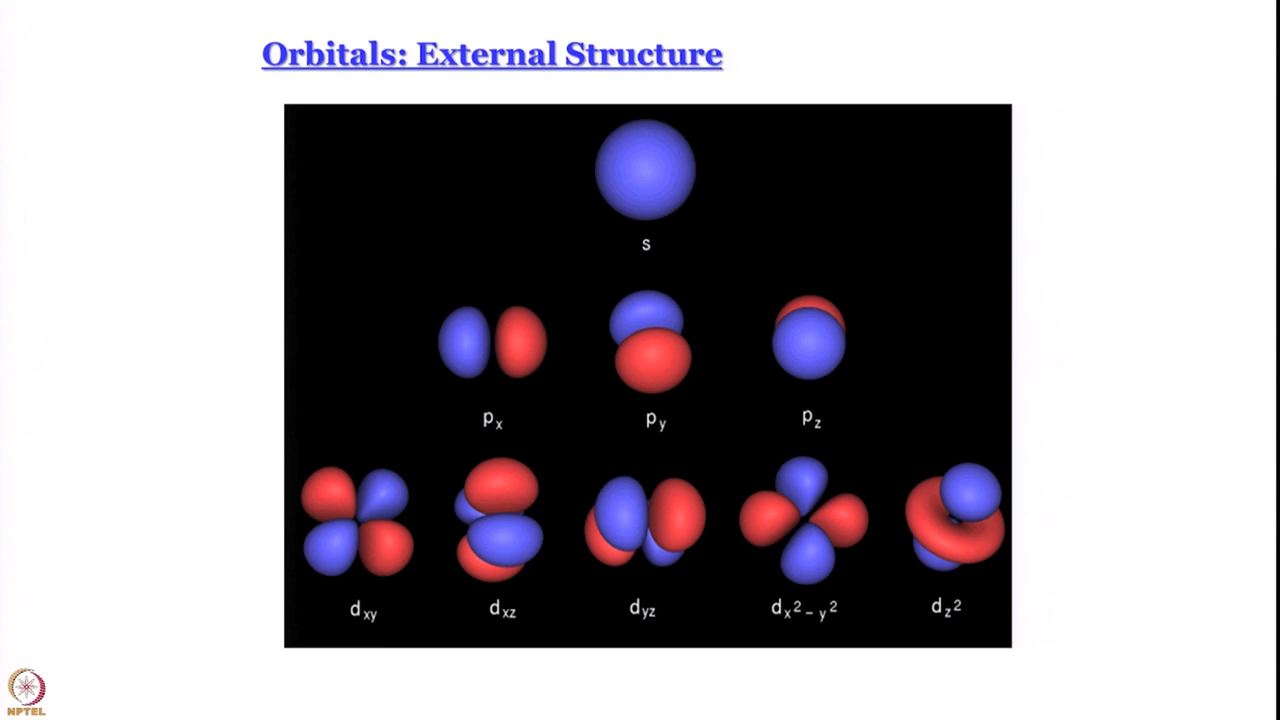 Orbitals: External Structure
s
px py pz
dxy dxz dyz dx² – y² dz²
NPTEL